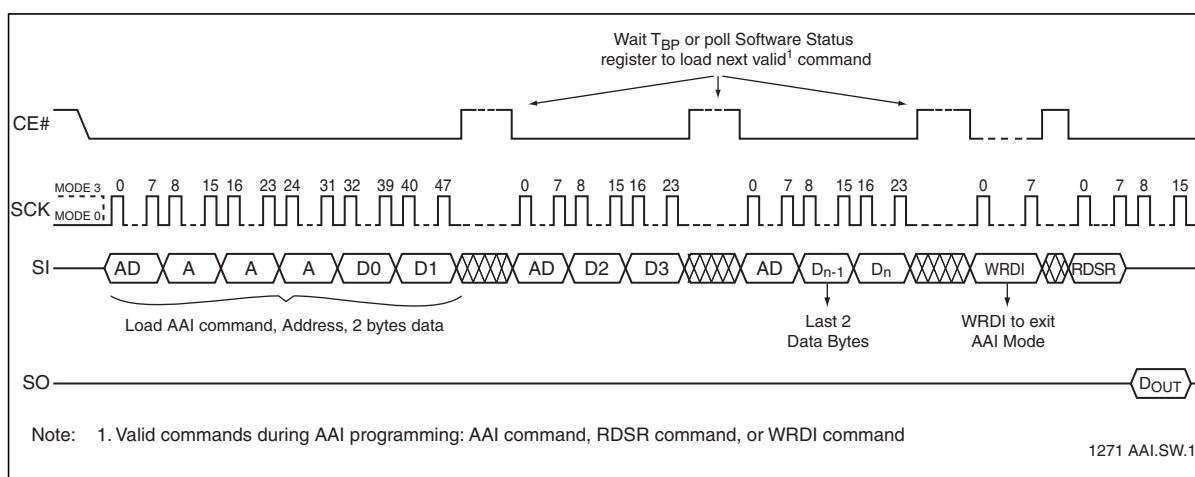 Wait TBP or poll Software Status
register to load next valid1 command
CE#
MODE 3
SCK
MODE 0
0 7 8 15 16 23 24 31 32 39 40 47 0 7 8 15 16 23 0 7 8 15 16 23 0 7 0 7 8 15
SI
AD A A A D0 D1 AD D2 D3 AD Dn-1 Dn WRDI RDSR
Load AAI command, Address, 2 bytes data
Last 2
Data Bytes
WRDI to exit
AAI Mode
SO
DOUT
Note: 1. Valid commands during AAI programming: AAI command, RDSR command, or WRDI command
1271 AAI.SW.1